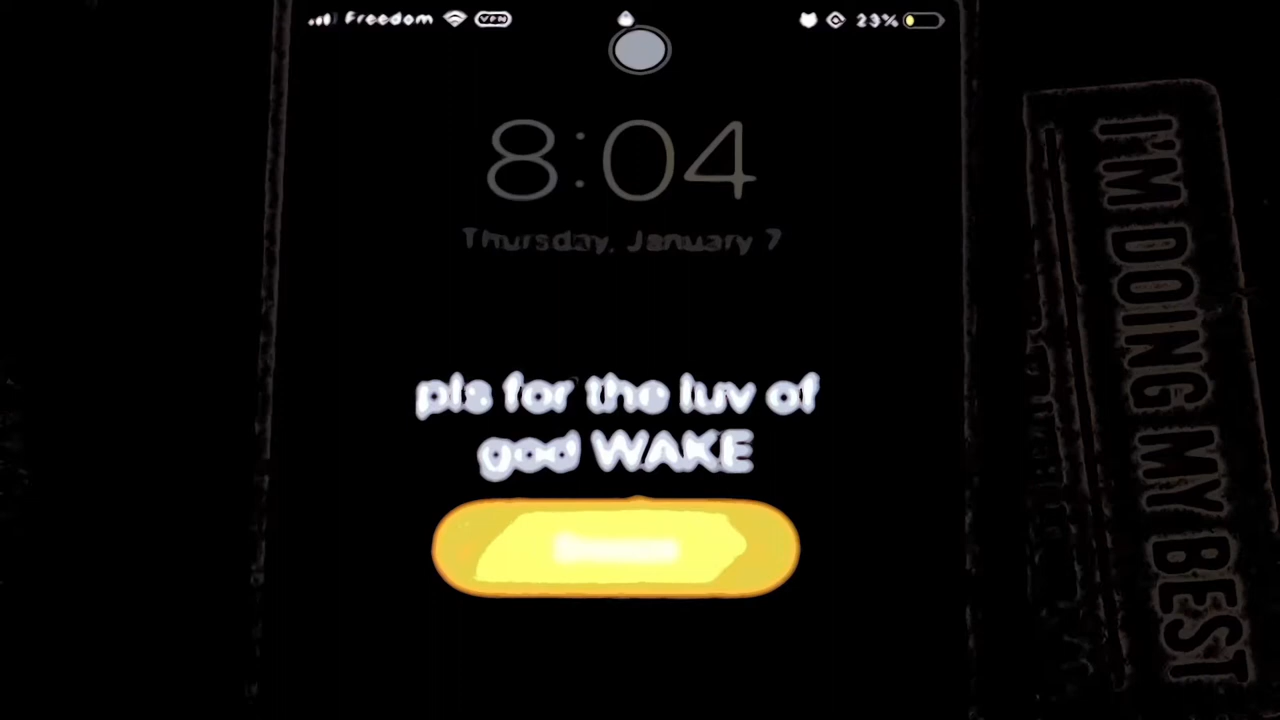 Freedom VPN 23%
8:04
Thursday, January 7
pls for the luv of
god WAKE
I'M DOING MY BEST